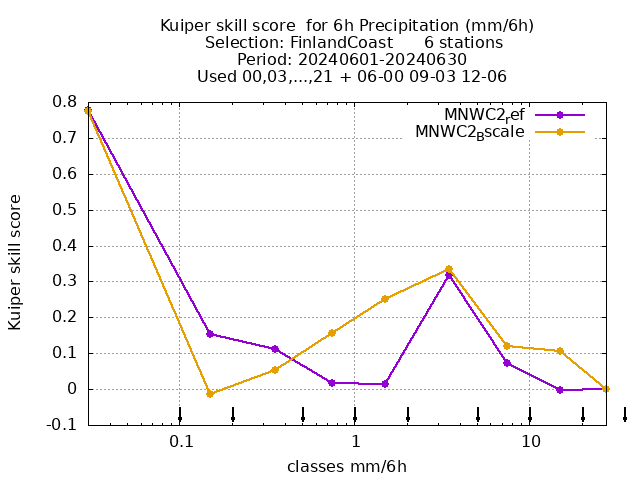 Kuiper skill score  for 6h Precipitation (mm/6h)
Selection: FinlandCoast      6 stations
Period: 20240601-20240630
Used 00,03,...,21 + 06-00 09-03 12-06
MNWC2ref
MNWC2Bscale
0.8
0.7
0.6
0.5
0.4
0.3
0.2
0.1
0
-0.1
Kuiper skill score
0.1 1 10
classes mm/6h